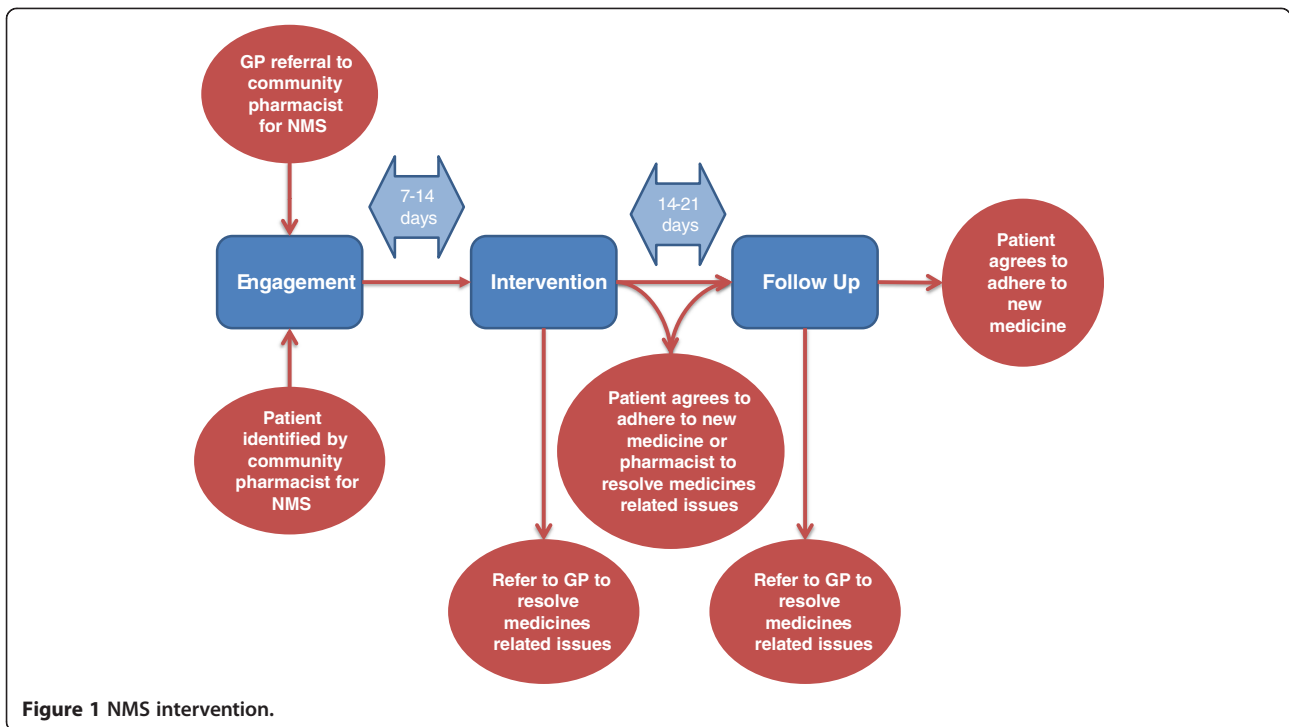 GP referral to
community
pharmacist
for NMS
7-14
days
14-21
days
Engagement
Intervention
Follow Up
Patient
agrees to
adhere to
new
medicine
Patient
identified by
community
pharmacist for
NMS
Patient agrees to
adhere to new
medicine or
pharmacist to
resolve medicines
related issues
Refer to GP to
resolve
medicines
related issues
Refer to GP to
resolve
medicines
related issues
Figure 1 NMS intervention.